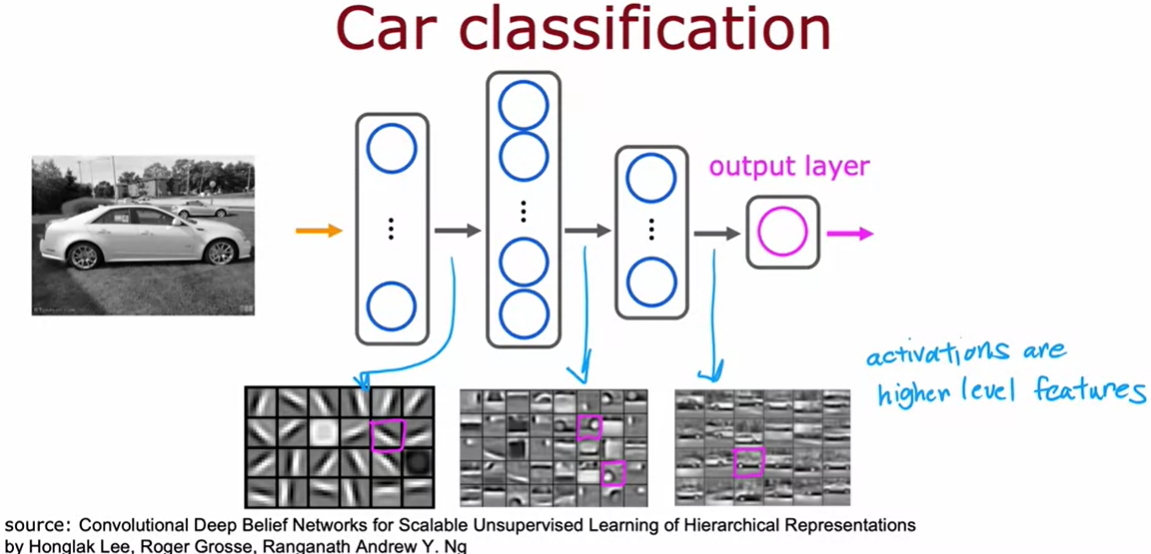 Car classification
output layer
activations are
higher level features
source: Convolutional Deep Belief Networks for Scalable Unsupervised Learning of Hierarchical Representations
by Honglak Lee, Roger Grosse, Ranganath Andrew Y. Ng